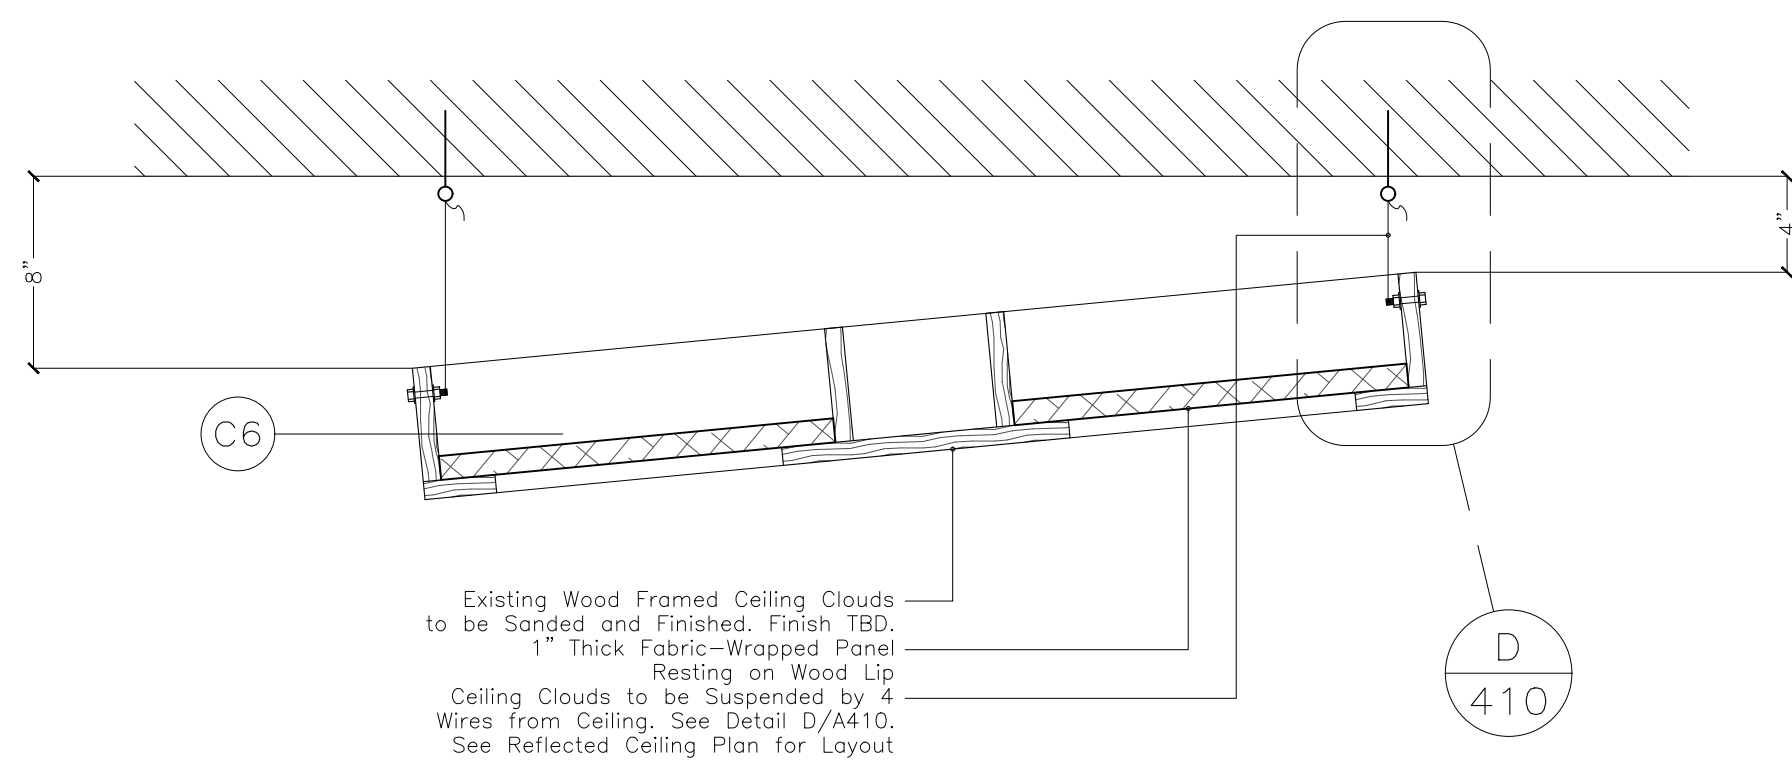 8”
4”
C6
Existing Wood Framed Ceiling Clouds
to be Sanded and Finished. Finish TBD.
1” Thick Fabric-Wrapped Panel
Resting on Wood Lip
Ceiling Clouds to be Suspended by 4
Wires from Ceiling. See Detail D/A410.
See Reflected Ceiling Plan for Layout
D
410